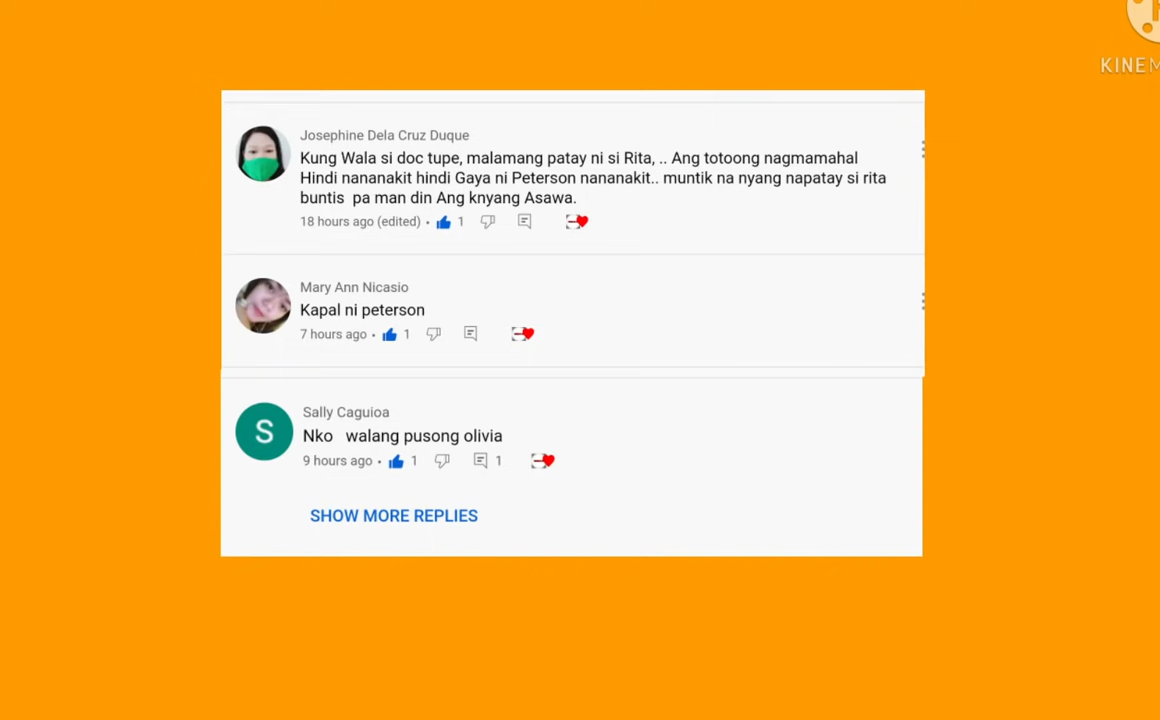 KINEM
Josephine Dela Cruz Duque
Kung Wala si doc tupe, malamang patay ni si Rita, .. Ang totoong nagmamahal
Hindi nananakit hindi Gaya ni Peterson nananakit.. muntik na nyang napatay si rita
buntis pa man din Ang knyang Asawa.
18 hours ago (edited) • 1
Mary Ann Nicasio
Kapal ni peterson
7 hours ago • 1
S
Sally Caguioa
Nko walang pusong olivia
9 hours ago • 1 1
SHOW MORE REPLIES